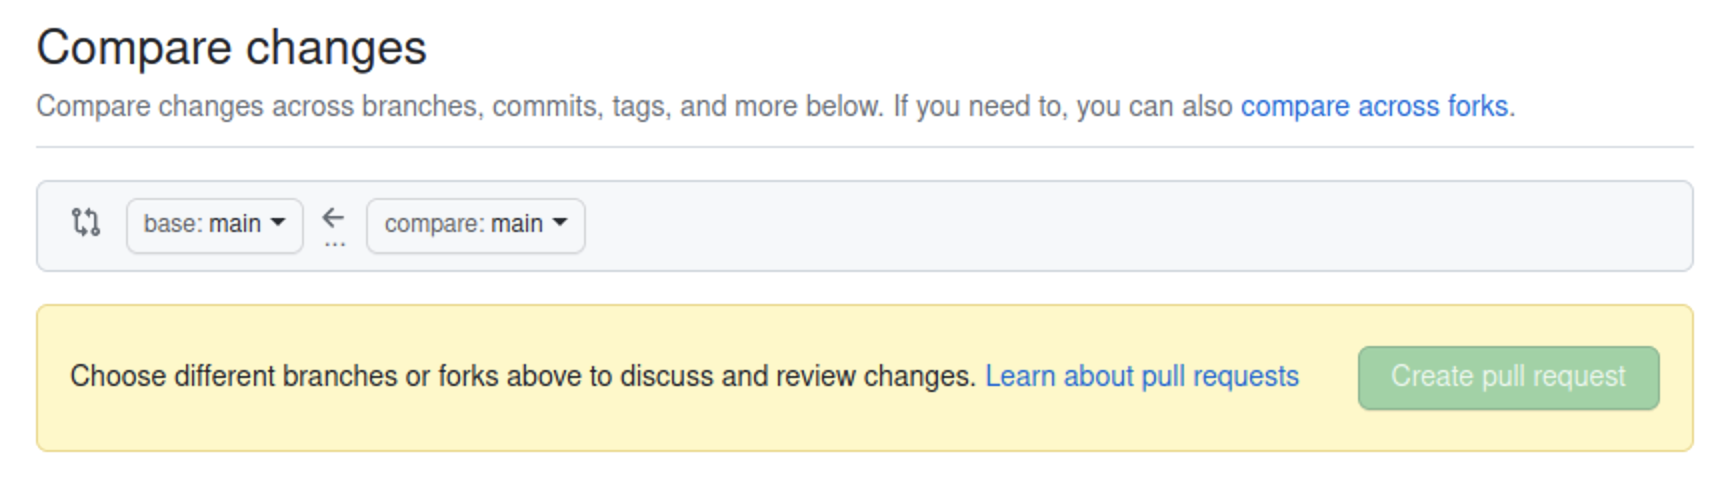 Compare changes
Compare changes across branches, commits, tags, and more below. If you need to, you can also compare across forks.
base: main ← compare: main
...
Choose different branches or forks above to discuss and review changes. Learn about pull requests Create pull request